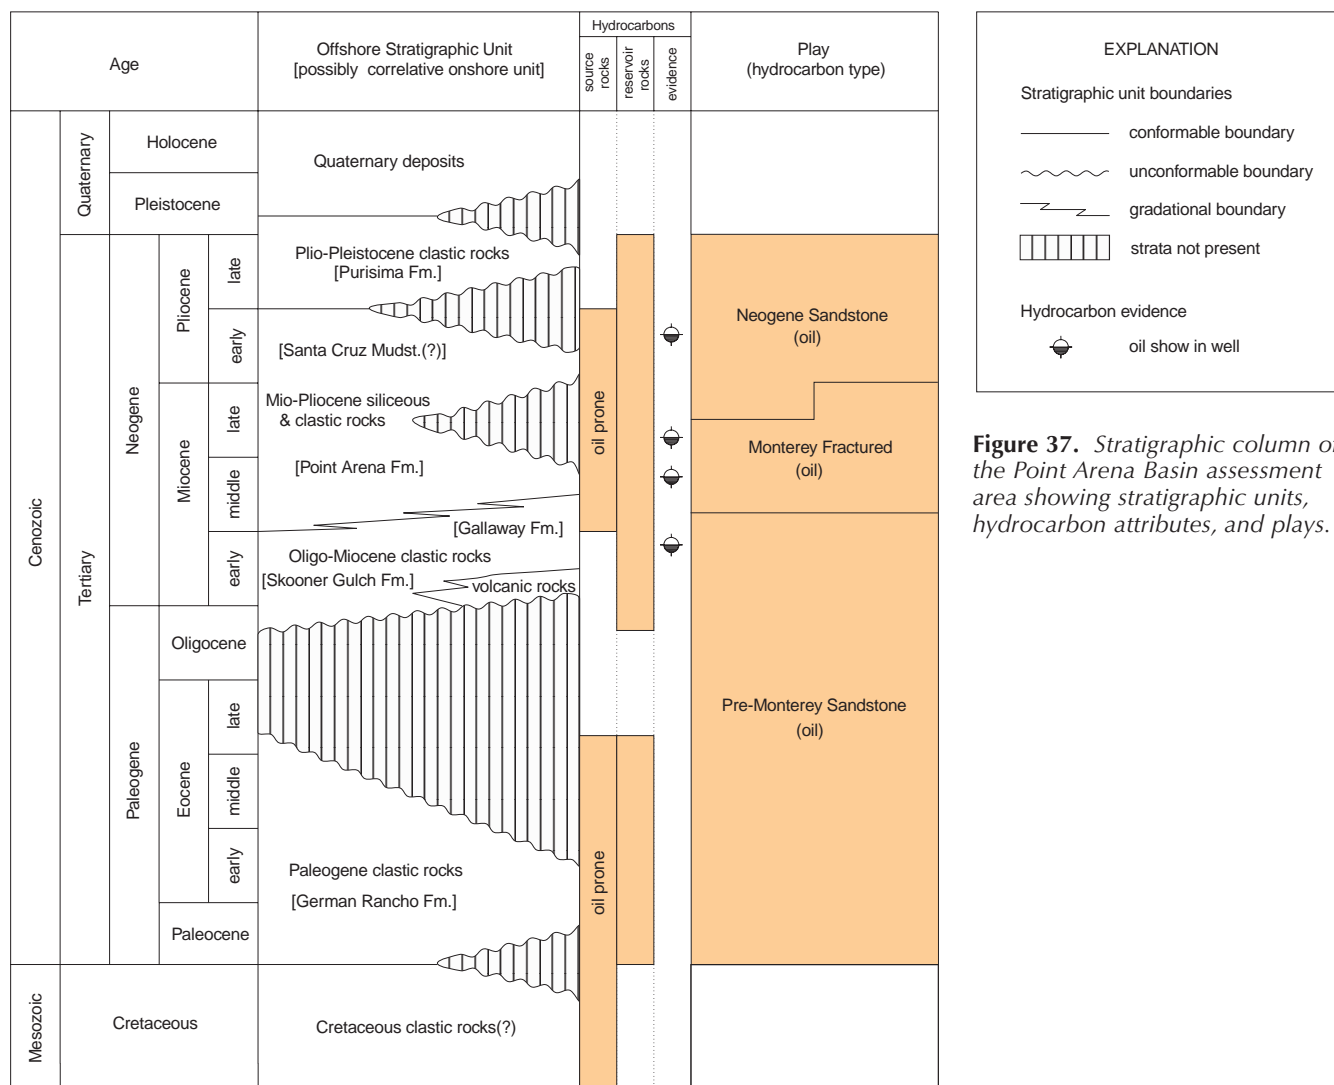 Age
Offshore Stratigraphic Unit
[possibly correlative onshore unit]
Hydrocarbons
source
rocks
reservoir
rocks
evidence
Play
(hydrocarbon type)
Cenozoic
Mesozoic
Quaternary
Tertiary
Neogene
Paleogene
Holocene
Pleistocene
Pliocene
late
early
Miocene
late
middle
early
Oligocene
Eocene
late
middle
early
Paleocene
Cretaceous
Quaternary deposits
Plio-Pleistocene clastic rocks
[Purisima Fm.]
[Santa Cruz Mudst.(?)]
Mio-Pliocene siliceous
& clastic rocks
[Point Arena Fm.]
[Gallaway Fm.]
Oligo-Miocene clastic rocks
[Skooner Gulch Fm.]
volcanic rocks
Paleogene clastic rocks
[German Rancho Fm.]
Cretaceous clastic rocks(?)
oil prone
oil prone
Neogene Sandstone
(oil)
Monterey Fractured
(oil)
Pre-Monterey Sandstone
(oil)
EXPLANATION
Stratigraphic unit boundaries
conformable boundary
unconformable boundary
gradational boundary
strata not present
Hydrocarbon evidence
oil show in well
Figure 37. Stratigraphic column of
the Point Arena Basin assessment
area showing stratigraphic units,
hydrocarbon attributes, and plays.